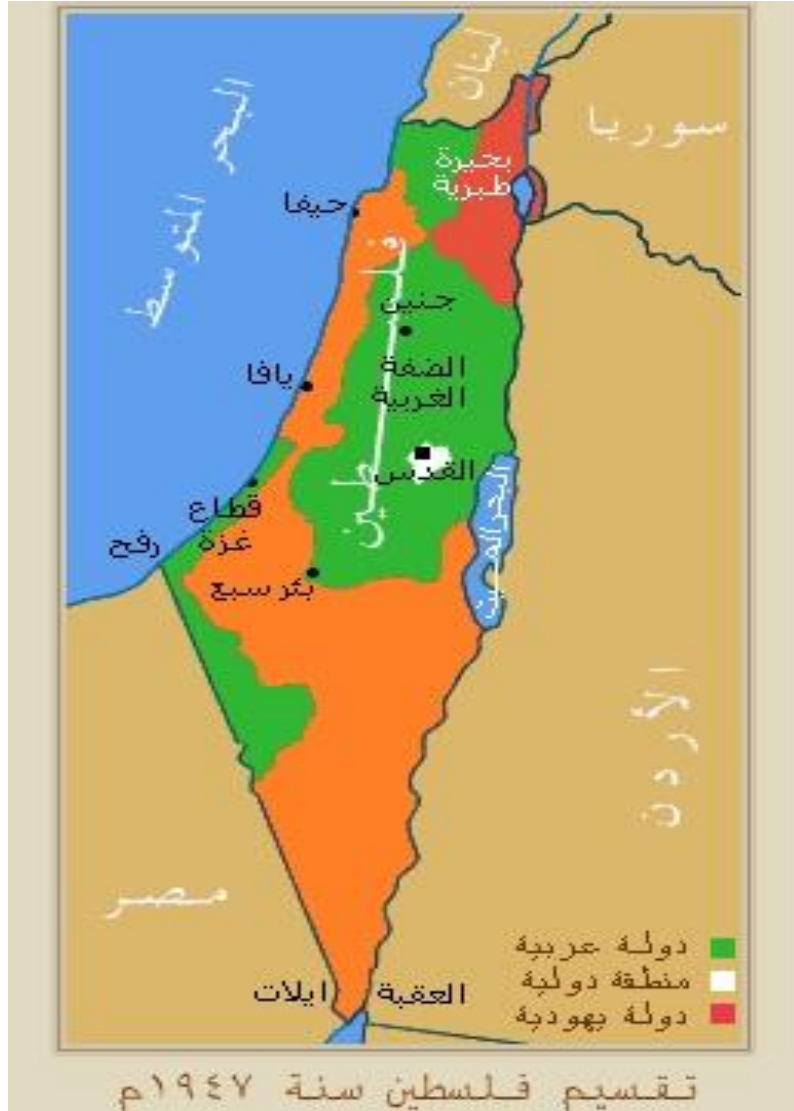 لبنان
سوريا
البحر المتوسط
بحيرة
طبرية
حيفا
فلسطين
جنين
الضفة
الغربية
يافا
القدس
البحر الميت
قطاع
غزة
رفح
بئر سبع
الأردن
مصر
ايلات
العقبة
دولة عربية
منطقة دولية
دولة يهودية
تقسيم فلسطين سنة ١٩٤٧م